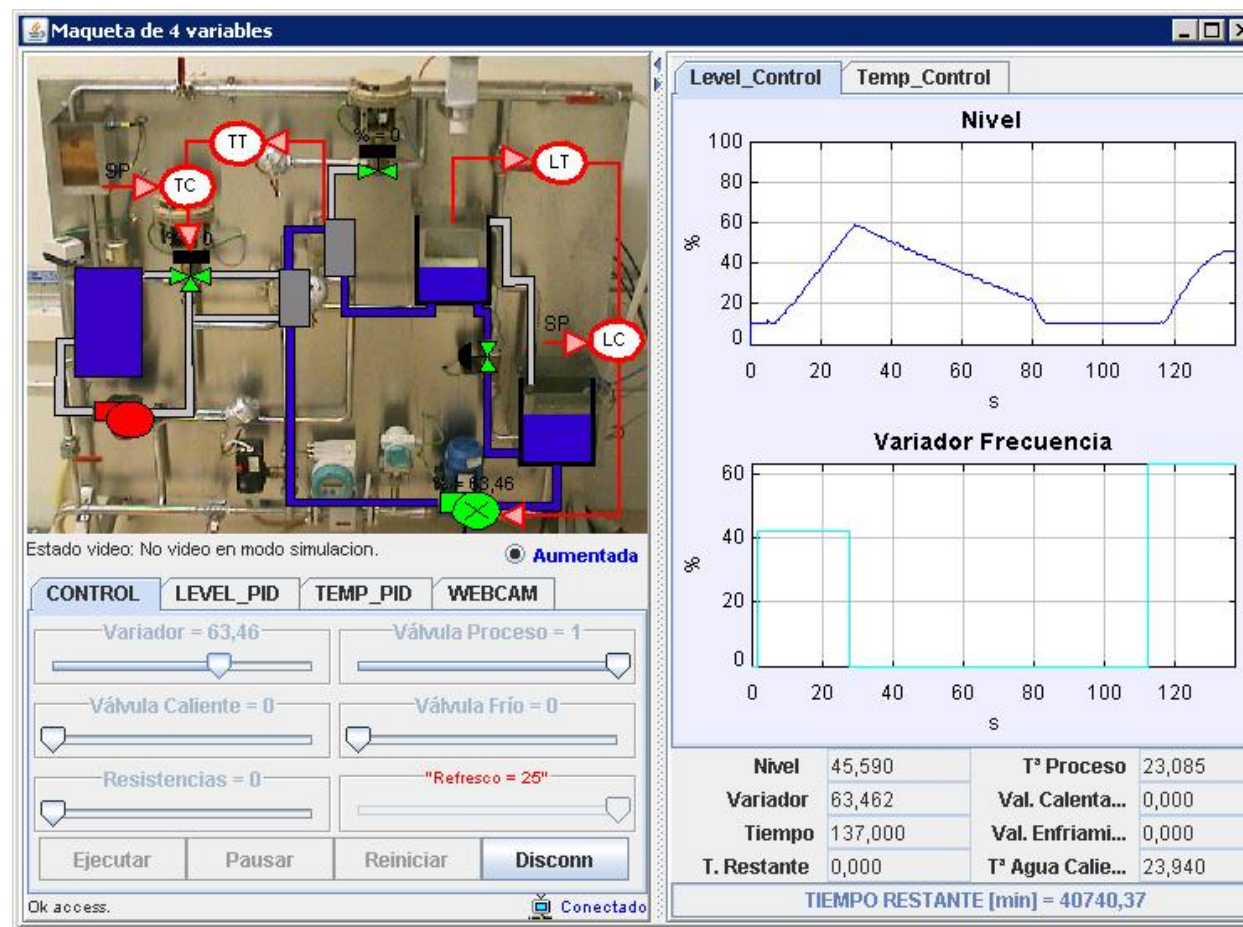 Maqueta de 4 variables
TT
% = 0
LT
SP
TC
% = 0
SP
LC
% = 63,46
Estado video: No video en modo simulacion.
Aumentada
CONTROL
LEVEL_PID
TEMP_PID
WEBCAM
Variador = 63,46
Válvula Proceso = 1
Válvula Caliente = 0
Válvula Frío = 0
Resistencias = 0
"Refresco = 25"
Ejecutar
Pausar
Reiniciar
Disconn
Ok access.
Conectado
Level_Control
Temp_Control
Nivel
100
80
60
40
20
0
%
0 20 40 60 80 100 120
s
Variador Frecuencia
60
40
20
0
%
0 20 40 60 80 100 120
s
Nivel 45,590 Tª Proceso 23,085
Variador 63,462 Val. Calenta... 0,000
Tiempo 137,000 Val. Enfriami... 0,000
T. Restante 0,000 Tª Agua Calie... 23,940
TIEMPO RESTANTE [min] = 40740,37